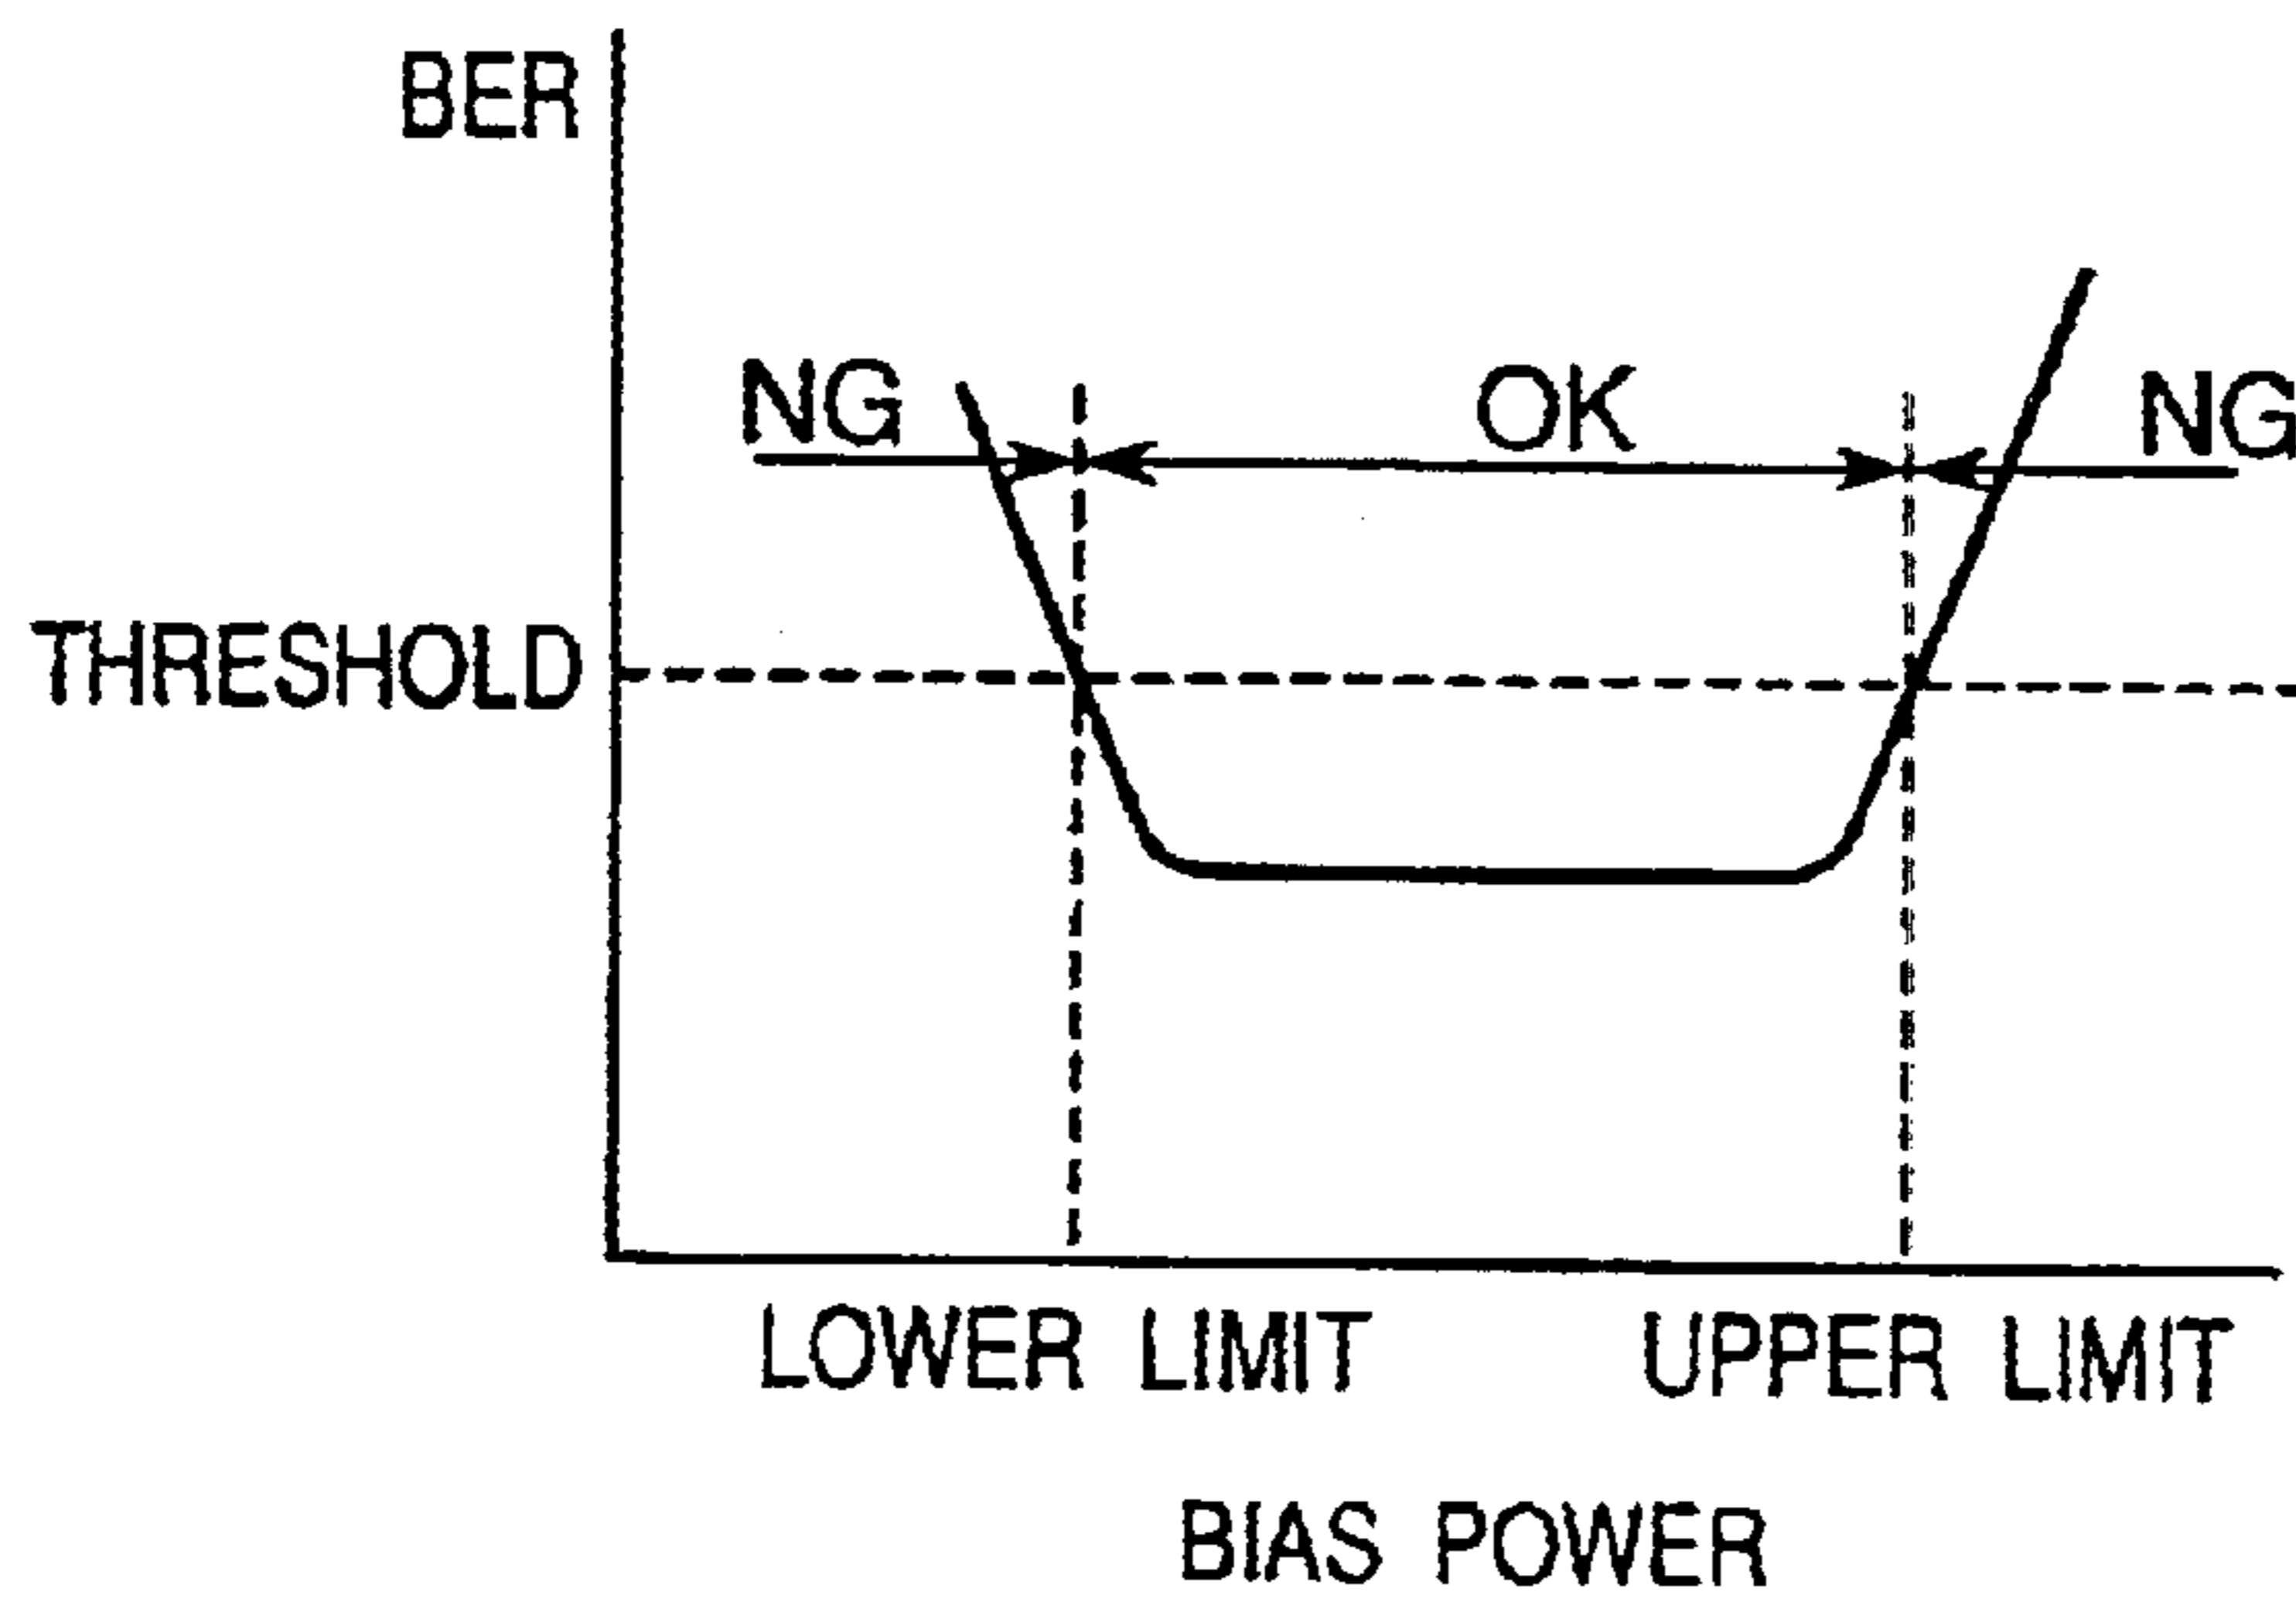 BER
NG OK NG
THRESHOLD
LOWER LIMIT UPPER LIMIT
BIAS POWER